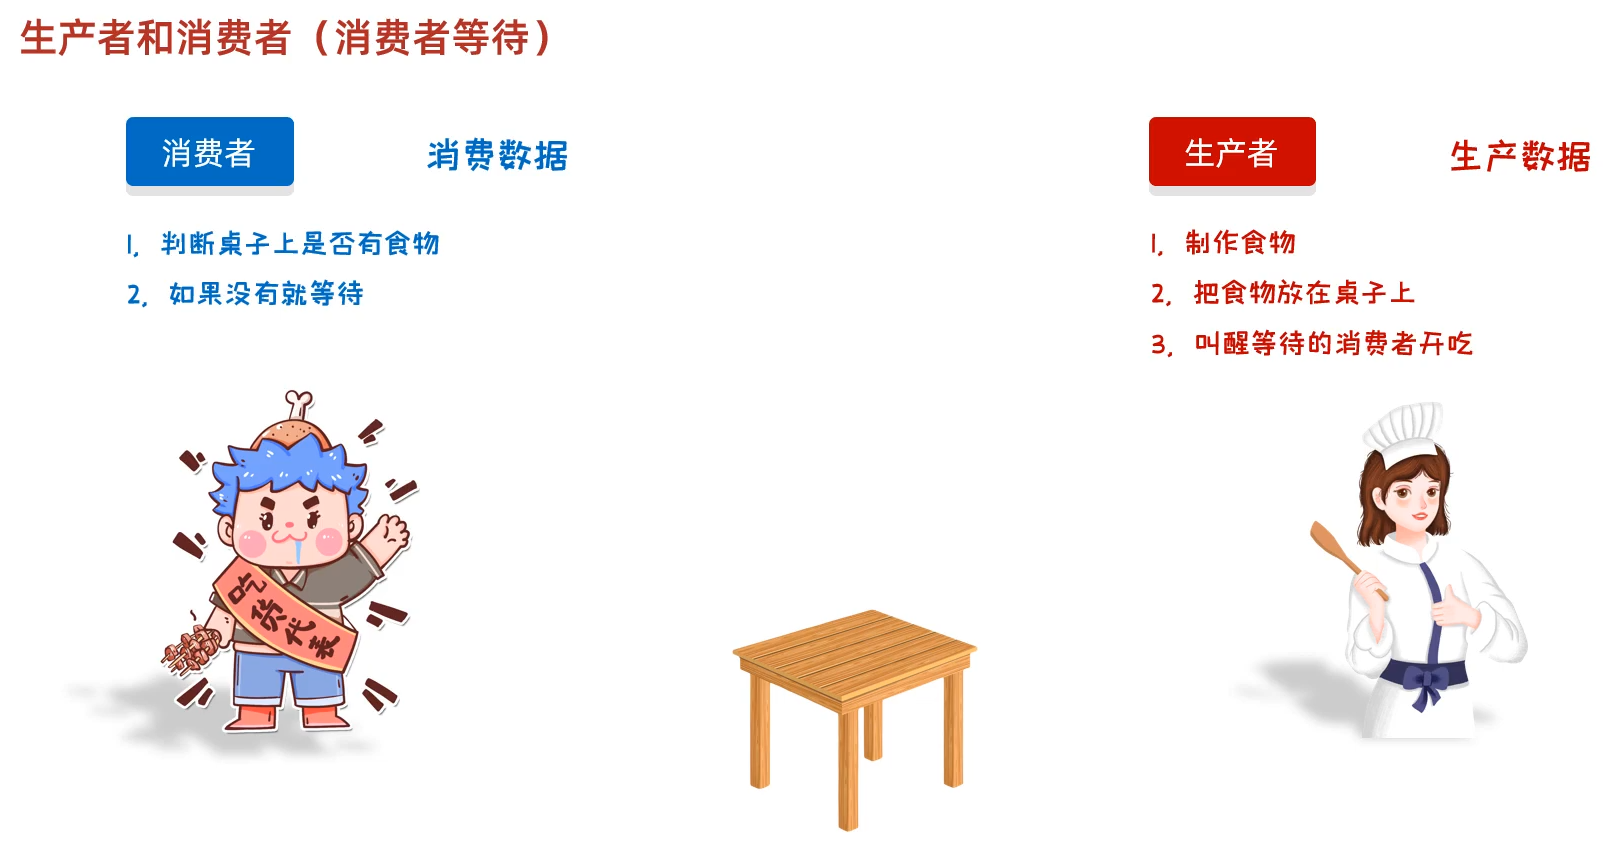 生产者和消费者（消费者等待）
消费者
消费数据
1, 判断桌子上是否有食物
2, 如果没有就等待
吃货代表
生产者
生产数据
1, 制作食物
2, 把食物放在桌子上
3, 叫醒等待的消费者开吃